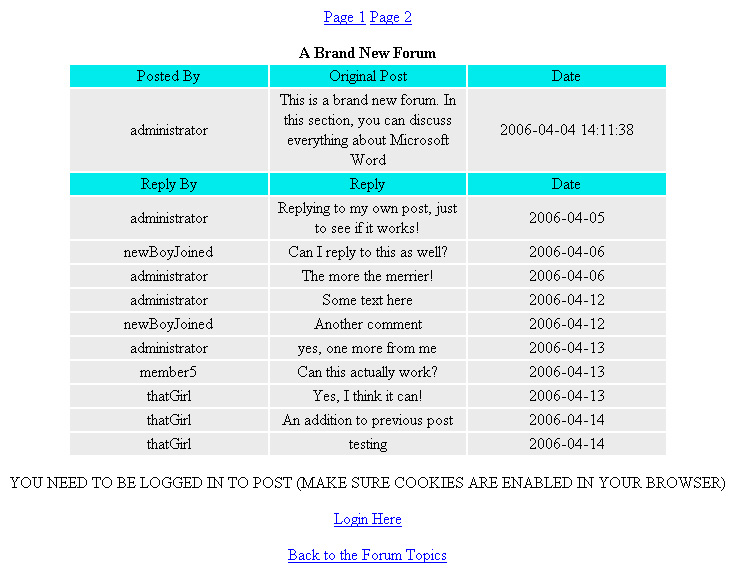 Page 1 Page 2
A Brand New Forum
Posted By Original Post Date
administrator This is a brand new forum. In this section, you can discuss everything about Microsoft Word 2006-04-04 14:11:38
Reply By Reply Date
administrator Replying to my own post, just to see if it works! 2006-04-05
newBoyJoined Can I reply to this as well? 2006-04-06
administrator The more the merrier! 2006-04-06
administrator Some text here 2006-04-12
newBoyJoined Another comment 2006-04-12
administrator yes, one more from me 2006-04-13
member5 Can this actually work? 2006-04-13
thatGirl Yes, I think it can! 2006-04-13
thatGirl An addition to previous post 2006-04-14
thatGirl testing 2006-04-14
YOU NEED TO BE LOGGED IN TO POST (MAKE SURE COOKIES ARE ENABLED IN YOUR BROWSER)
Login Here
Back to the Forum Topics